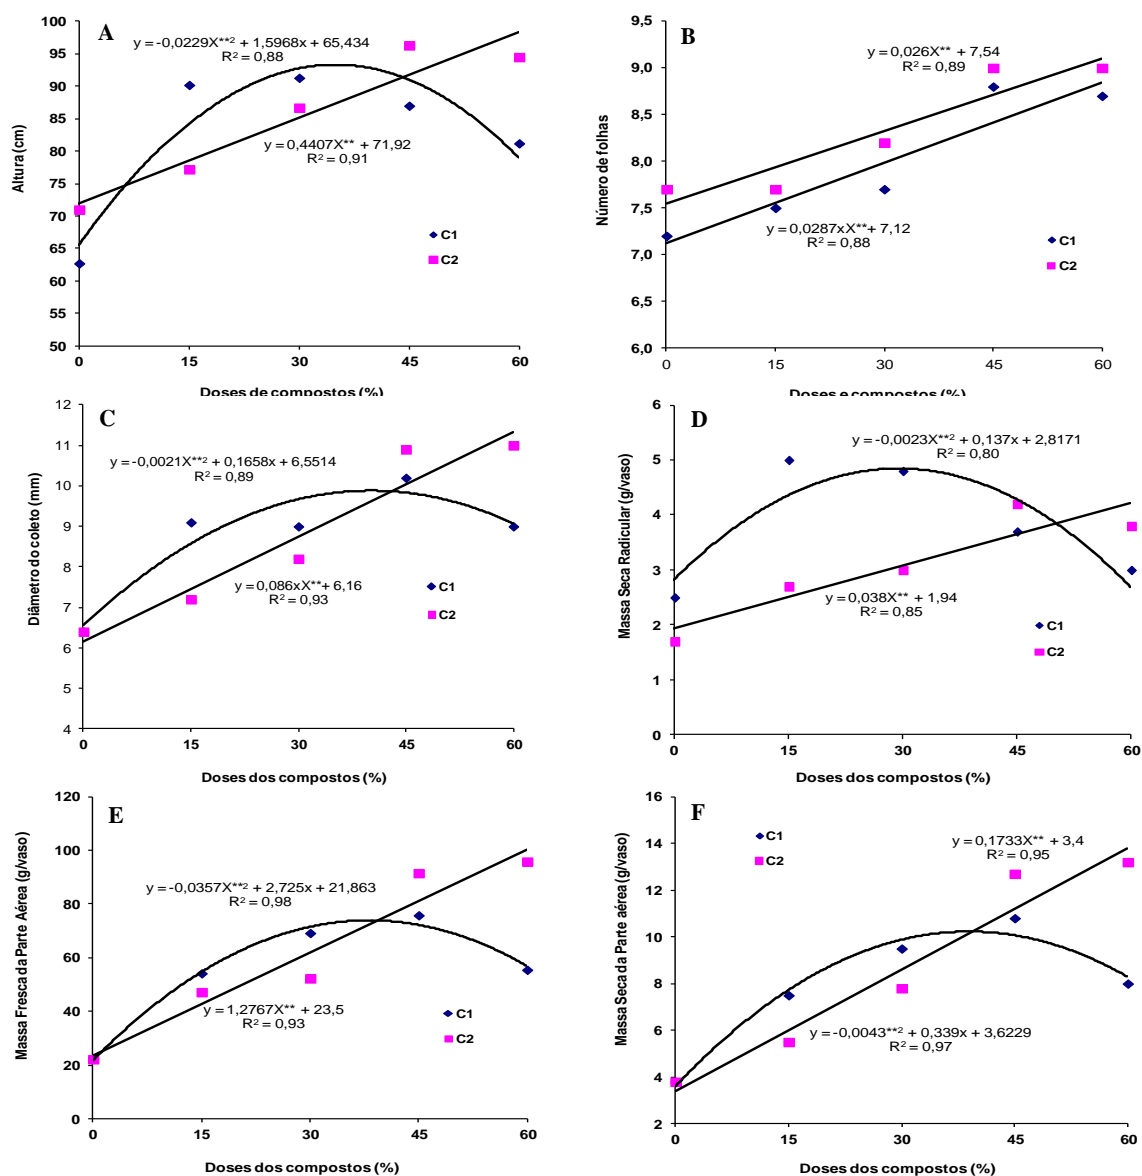 A
y = -0,0229X**² + 1,5968x + 65,434
R² = 0,88
y = 0,4407X** + 71,92
R² = 0,91
C1
C2
Altura (cm)
100
95
90
85
80
75
70
65
60
55
50
0 15 30 45 60
Doses de compostos (%)
B
y = 0,026X** + 7,54
R² = 0,89
y = 0,0287xX**+ 7,12
R² = 0,88
C1
C2
Número de folhas
9,5
9,0
8,5
8,0
7,5
7,0
6,5
6,0
0 15 30 45 60
Doses e compostos (%)
C
y = -0,0021X**² + 0,1658x + 6,5514
R² = 0,89
y = 0,086xX** + 6,16
R² = 0,93
C1
C2
Diâmetro do coleto (mm)
12
11
10
9
8
7
6
5
4
0 15 30 45 60
Doses dos compostos (%)
D
y = -0,0023X**² + 0,137x + 2,8171
R² = 0,80
y = 0,038X** + 1,94
R² = 0,85
C1
C2
Massa Seca Radicular (g/vaso)
6
5
4
3
2
1
0
0 15 30 45 60
Doses dos compostos (%)
E
y = -0,0357X**² + 2,725x + 21,863
R² = 0,98
y = 1,2767X** + 23,5
R² = 0,93
C1
C2
Massa Fresca da Parte Aérea (g/vaso)
120
100
80
60
40
20
0
0 15 30 45 60
Doses dos compostos (%)
F
C1
C2
y = 0,1733X** + 3,4
R² = 0,95
y = -0,0043**² + 0,339x + 3,6229
R² = 0,97
Massa Seca da Parte aérea (g/vaso)
16
14
12
10
8
6
4
2
0 15 30 45 60
Doses dos compostos (%)